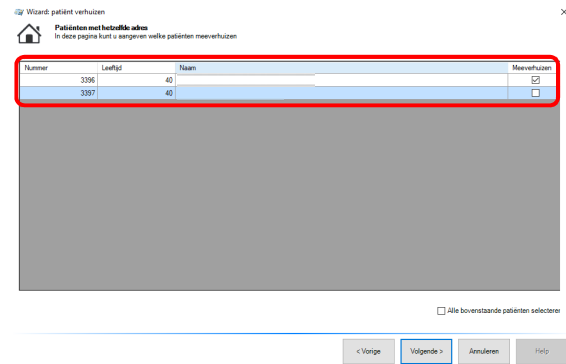 Wizard: patiënt verhuizen
Patiënten met hetzelfde adres
In deze pagina kunt u aangeven welke patiënten meeverhuizen
Nummer Leeftijd Naam Meeverhuizen
3396 40
3397 40
Alle bovenstaande patiënten selecteren
< Vorige Volgende > Annuleren Help